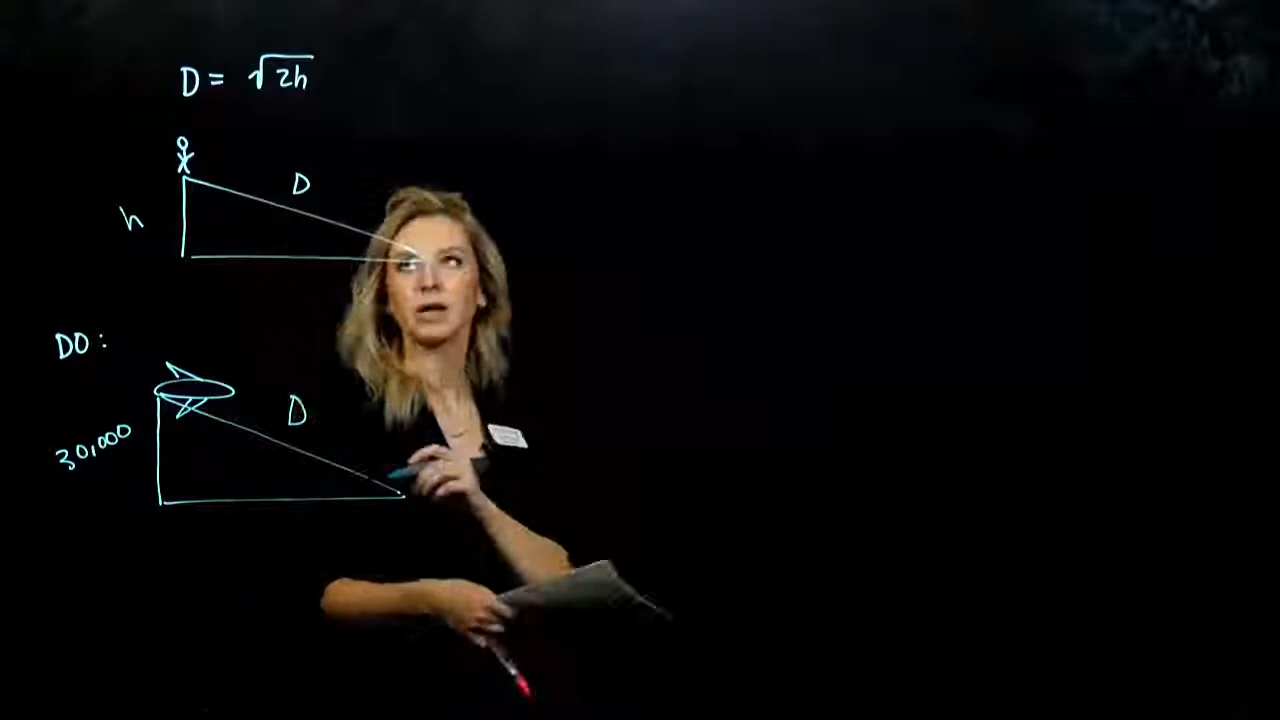 D = √2h
D
h
DO:
D
30,000